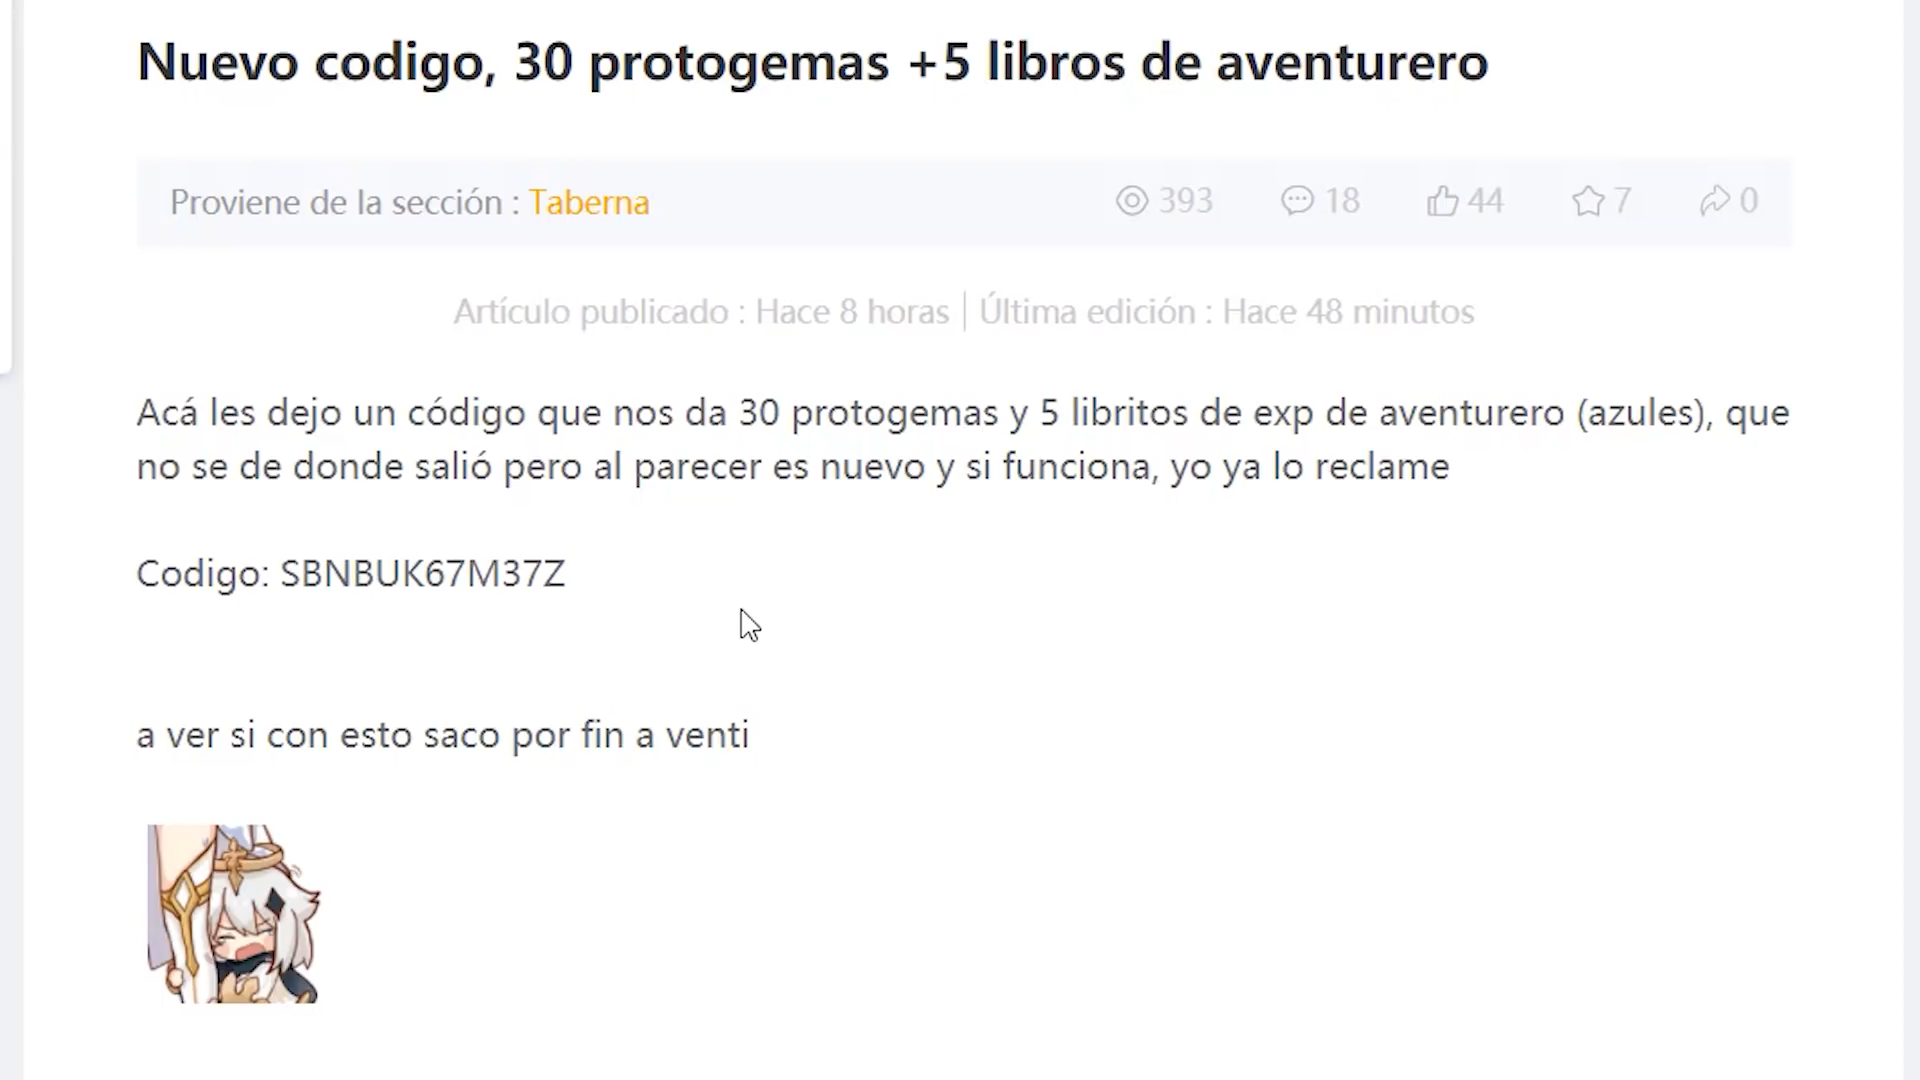 Nuevo codigo, 30 protogemas +5 libros de aventurero
Proviene de la sección : Taberna 393 18 44 7 0
Artículo publicado : Hace 8 horas | Última edición : Hace 48 minutos
Acá les dejo un código que nos da 30 protogemas y 5 libritos de exp de aventurero (azules), que
no se de donde salió pero al parecer es nuevo y si funciona, yo ya lo reclame
Codigo: SBNBUK67M37Z
a ver si con esto saco por fin a venti